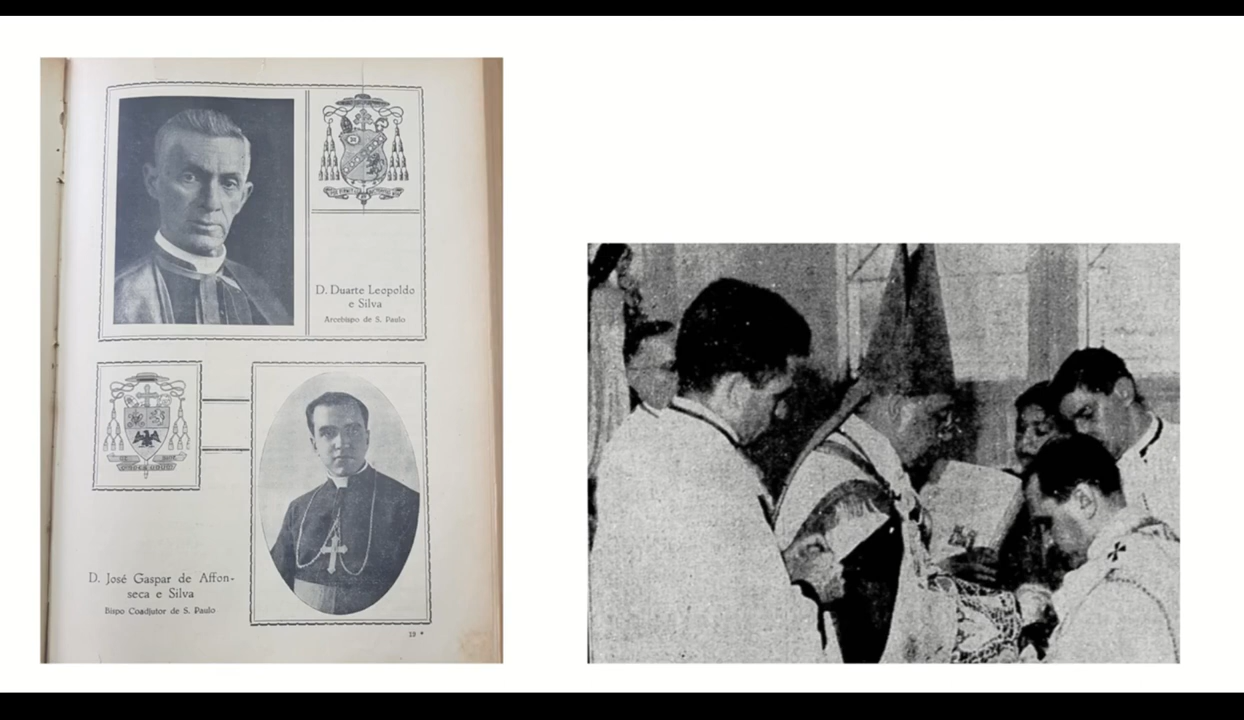 D. Duarte Leopoldo
e Silva
Arcebispo de S. Paulo
D. José Gaspar de Affon-
seca e Silva
Bispo Coadjutor de S. Paulo
19 *